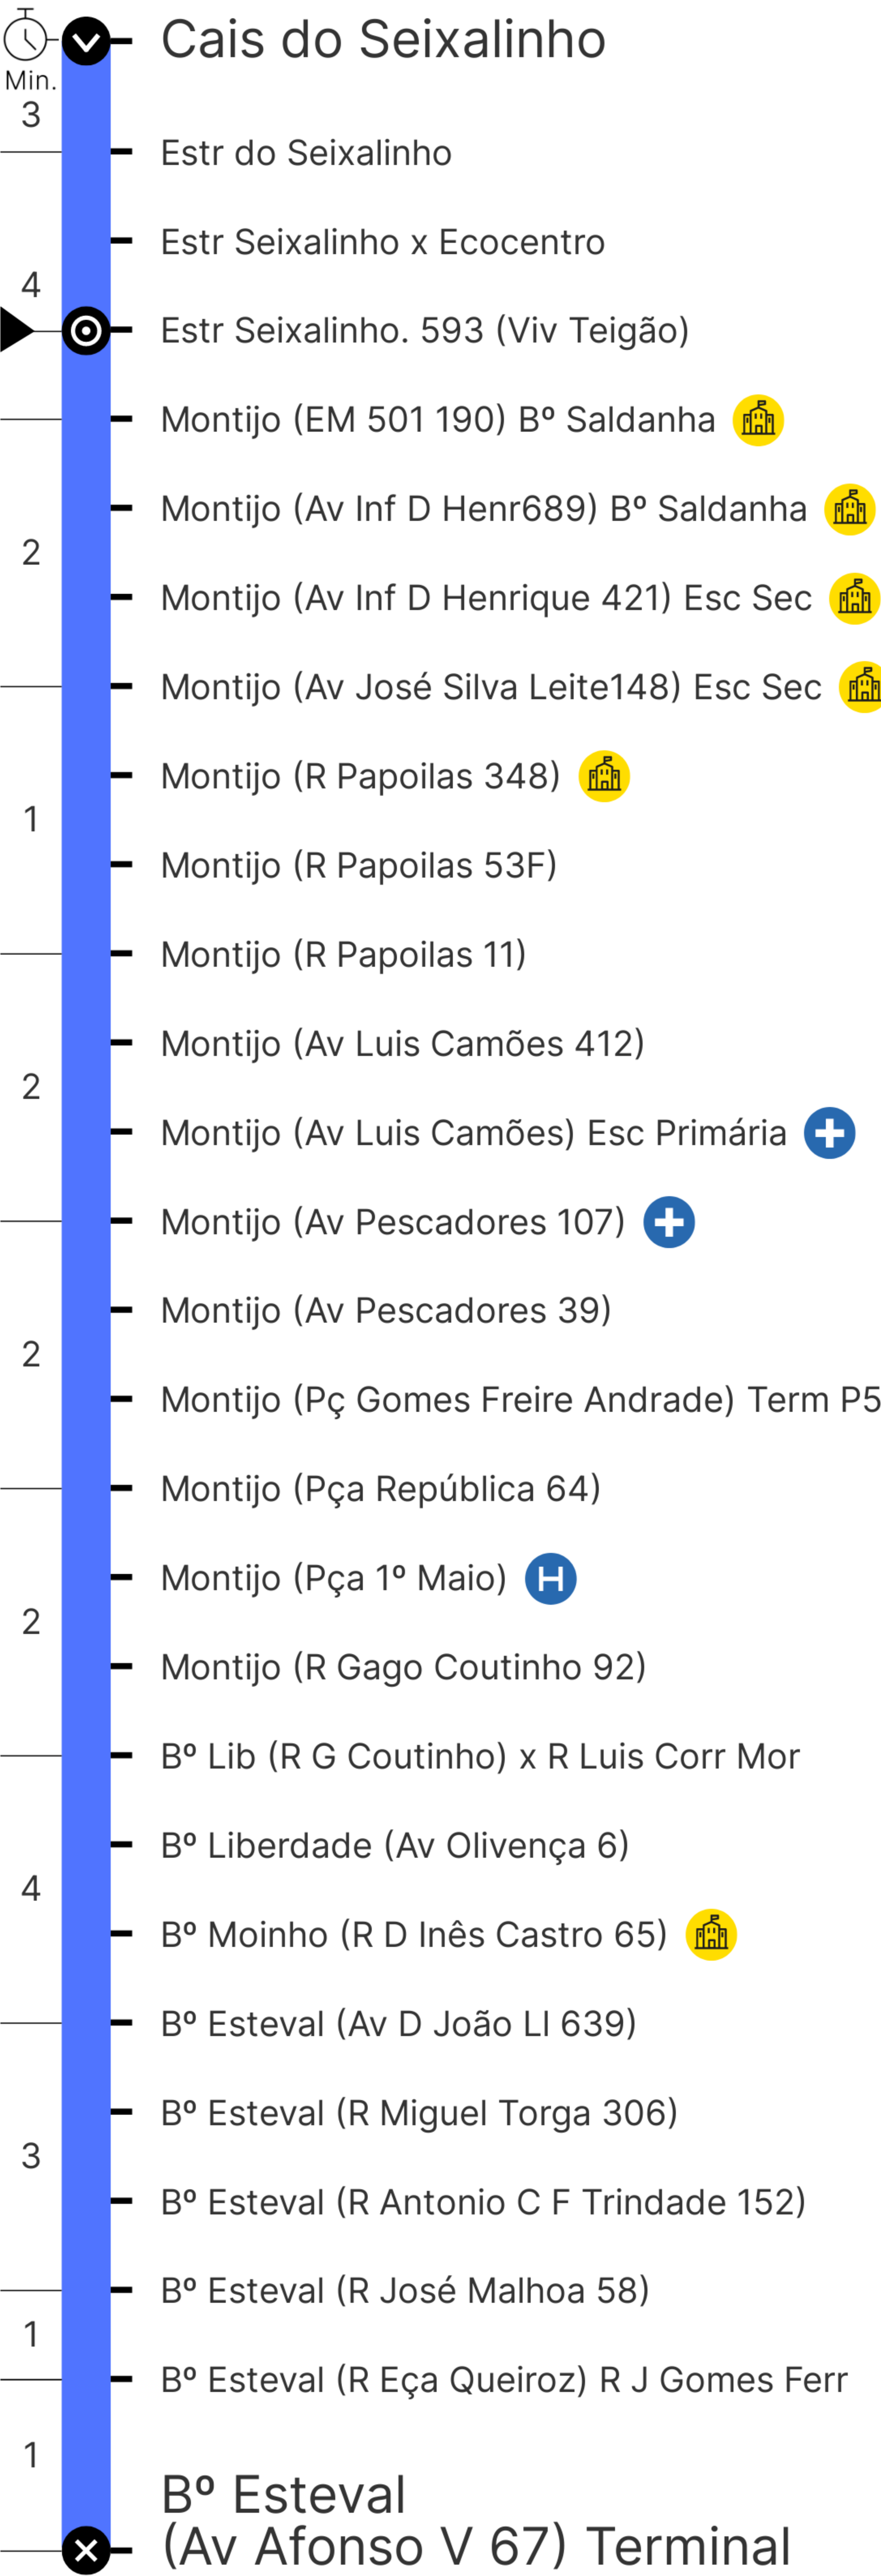 Cais do Seixalinho
Min.
3
Estr do Seixalinho
Estr Seixalinho x Ecocentro
4
Estr Seixalinho. 593 (Viv Teigão)
Montijo (EM 501 190) Bº Saldanha
Montijo (Av Inf D Henr689) Bº Saldanha
2
Montijo (Av Inf D Henrique 421) Esc Sec
Montijo (Av José Silva Leite148) Esc Sec
Montijo (R Papoilas 348)
1
Montijo (R Papoilas 53F)
Montijo (R Papoilas 11)
Montijo (Av Luis Camões 412)
2
Montijo (Av Luis Camões) Esc Primária
Montijo (Av Pescadores 107)
Montijo (Av Pescadores 39)
2
Montijo (Pç Gomes Freire Andrade) Term P5
Montijo (Pça República 64)
Montijo (Pça 1º Maio) H
2
Montijo (R Gago Coutinho 92)
Bº Lib (R G Coutinho) x R Luis Corr Mor
Bº Liberdade (Av Olivença 6)
4
Bº Moinho (R D Inês Castro 65)
Bº Esteval (Av D João Ll 639)
Bº Esteval (R Miguel Torga 306)
3
Bº Esteval (R Antonio C F Trindade 152)
Bº Esteval (R José Malhoa 58)
1
Bº Esteval (R Eça Queiroz) R J Gomes Ferr
1
Bº Esteval
(Av Afonso V 67) Terminal